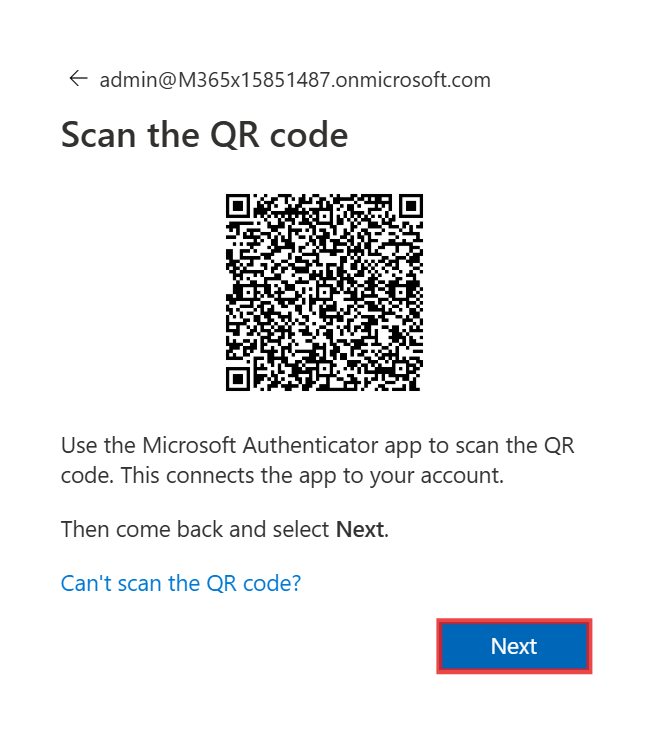 admin@M365x15851487.onmicrosoft.com
Scan the QR code
Use the Microsoft Authenticator app to scan the QR
code. This connects the app to your account.
Then come back and select Next.
Can't scan the QR code?
Next